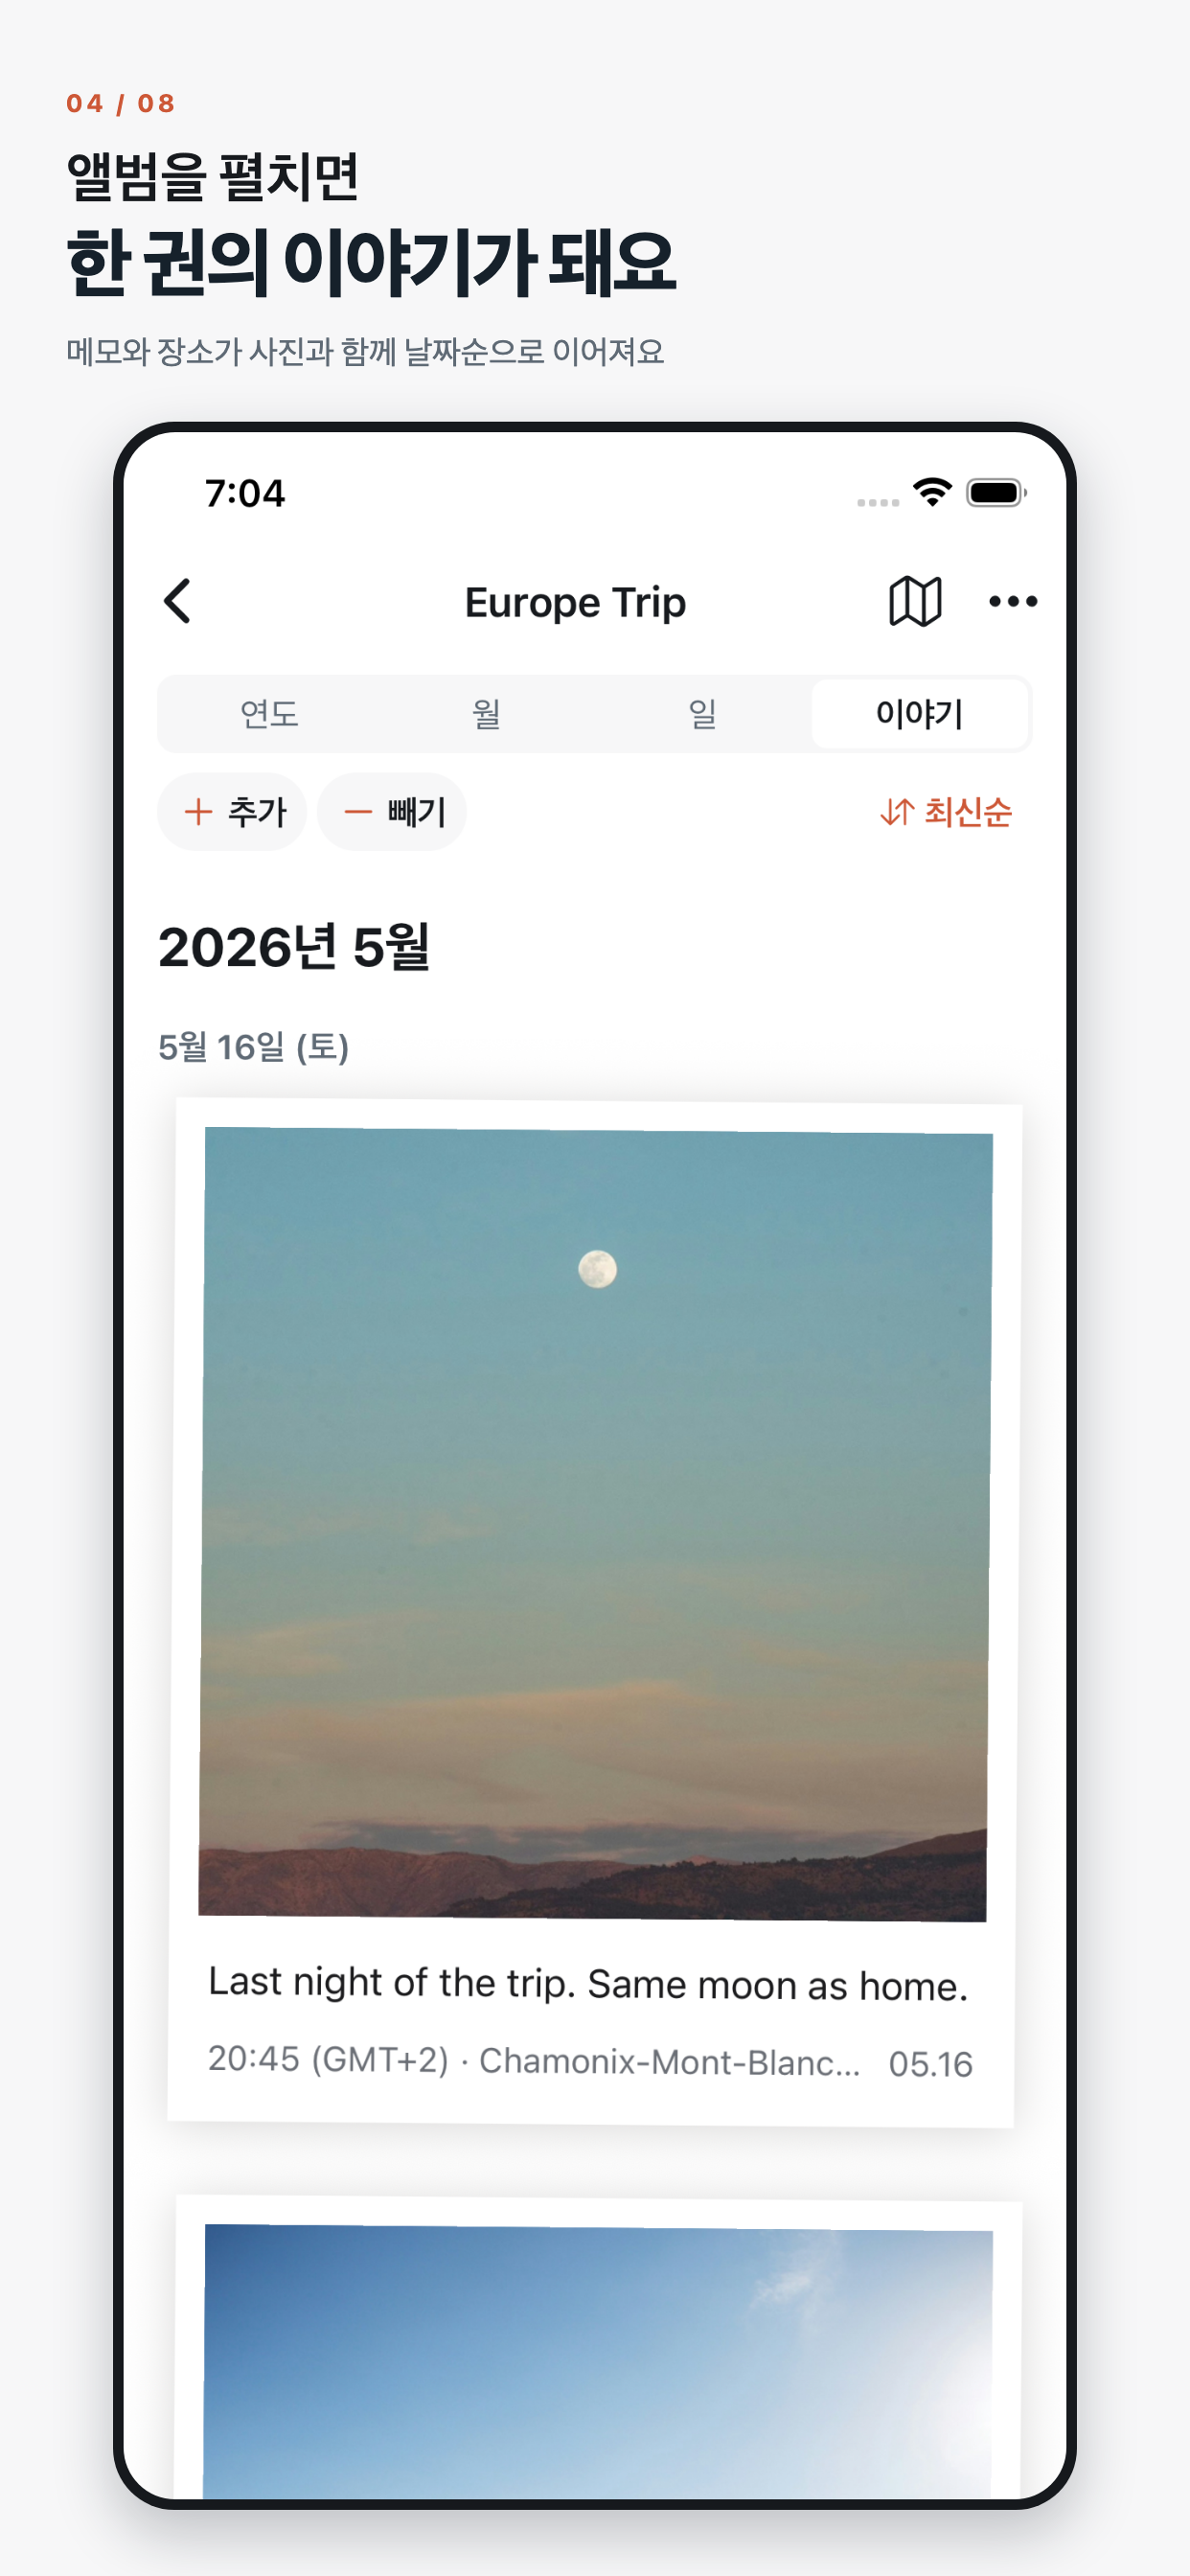 04 / 08
앨범을 펼치면
한 권의 이야기가 돼요
메모와 장소가 사진과 함께 날짜순으로 이어져요
7:04
Europe Trip
연도 월 일 이야기
추가 빼기 최신순
2026년 5월
5월 16일 (토)
Last night of the trip. Same moon as home.
20:45 (GMT+2) · Chamonix-Mont-Blanc... 05.16